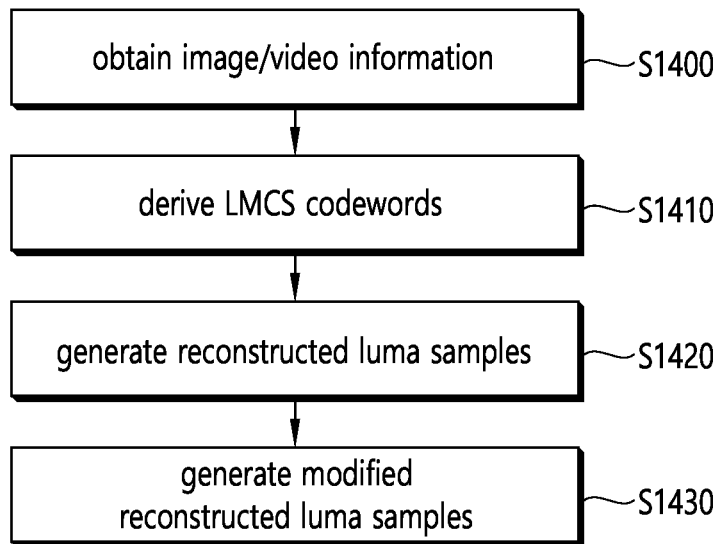 obtain image/video information
S1400
derive LMCS codewords
S1410
generate reconstructed luma samples
S1420
generate modified
reconstructed luma samples
S1430